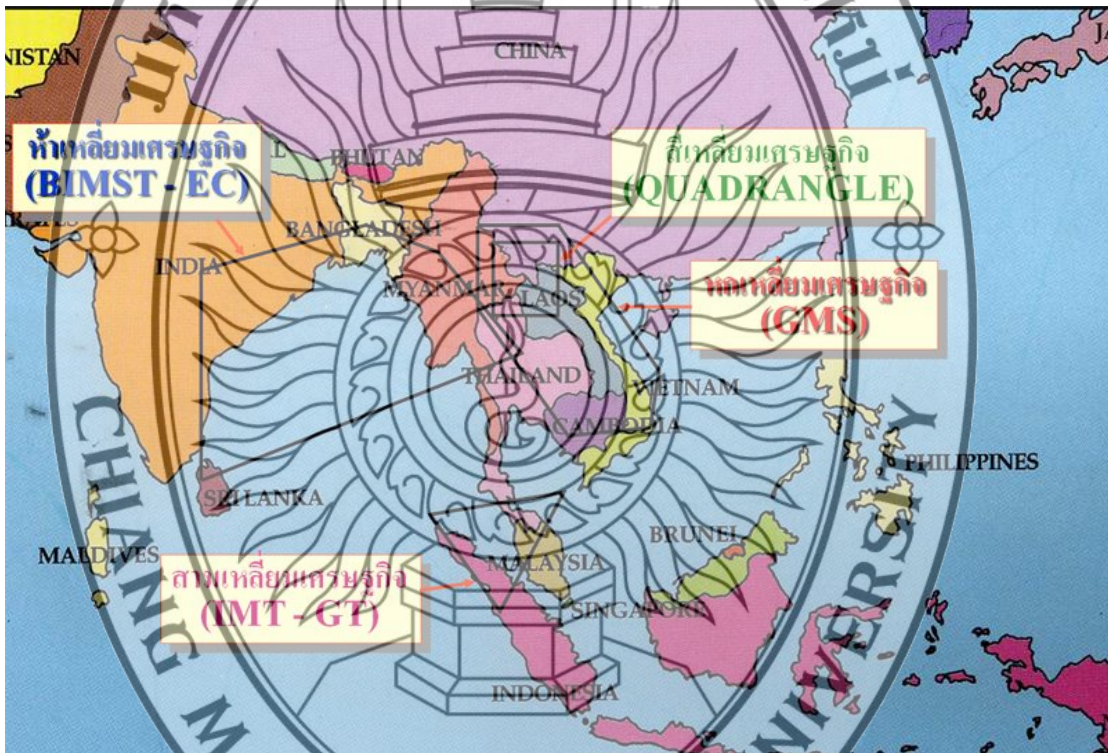 CHINA
NISTAN
JA
ห้าเหลี่ยมเศรษฐกิจ
(BIMST - EC)
สี่เหลี่ยมเศรษฐกิจ
(QUADRANGLE)
BHUTAN
BANGLADESH
INDIA
MYANMAR
LAOS
หกเหลี่ยมเศรษฐกิจ
(GMS)
THAILAND
VIETNAM
CAMBODIA
PHILIPPINES
SRI LANKA
BRUNEI
MALDIVES
MALAYSIA
สามเหลี่ยมเศรษฐกิจ
(IMT - GT)
SINGAPORE
INDONESIA
UNIVERSITY